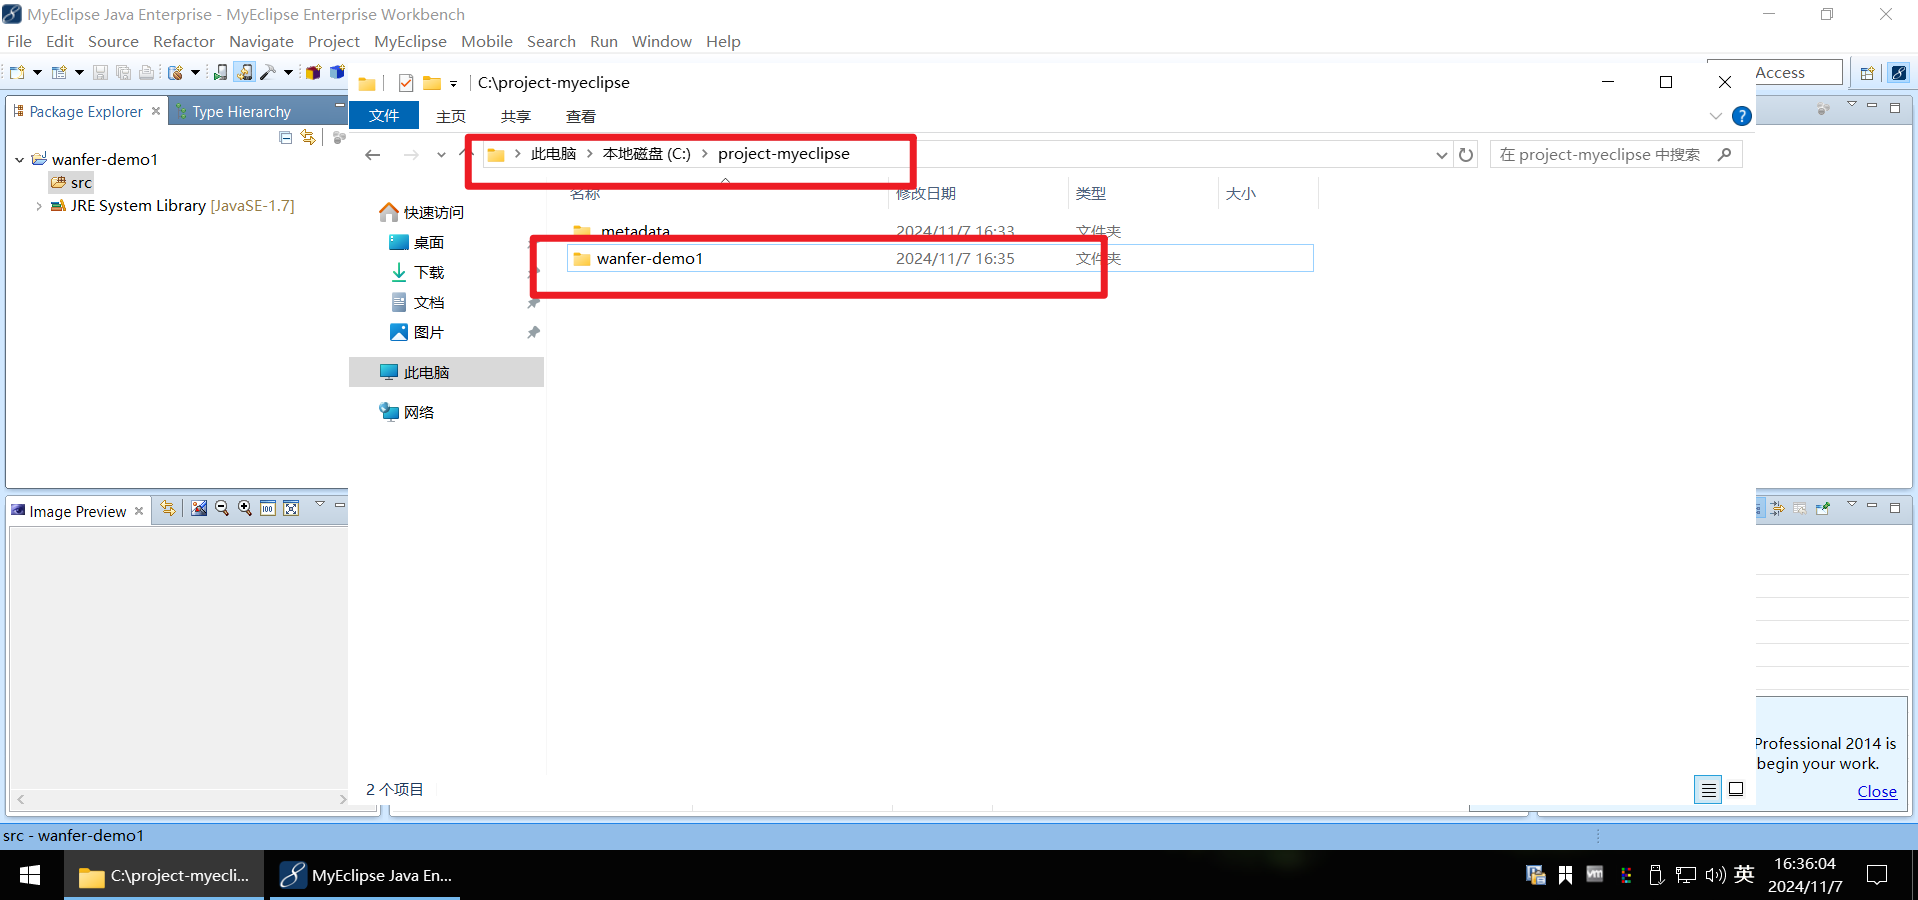 MyEclipse Java Enterprise - MyEclipse Enterprise Workbench
File Edit Source Refactor Navigate Project MyEclipse Mobile Search Run Window Help
C:\project-myeclipse
Access
Package Explorer
Type Hierarchy
文件 主页 共享 查看
wanfer-demo1
src
JRE System Library [JavaSE-1.7]
此电脑 本地磁盘 (C:) project-myeclipse
在 project-myeclipse 中搜索
名称 修改日期 类型 大小
.metadata 2024/11/7 16:33 文件夹
wanfer-demo1 2024/11/7 16:35 文件夹
快速访问
桌面
下载
文档
图片
此电脑
网络
2 个项目
Image Preview
Professional 2014 is
begin your work.
Close
src - wanfer-demo1
C:\project-myecli...
MyEclipse Java En...
英
16:36:04
2024/11/7